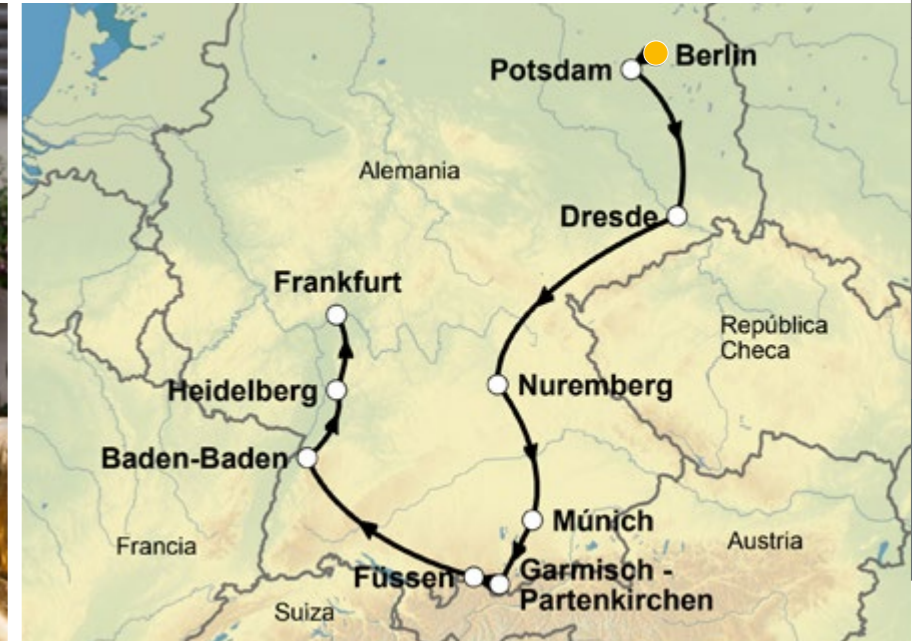 Berlin
Potsdam
Alemania
Dresde
Frankfurt
República
Checa
Heidelberg
Nuremberg
Baden-Baden
Múnich
Francia
Austria
Füssen
Garmisch -
Partenkirchen
Suiza